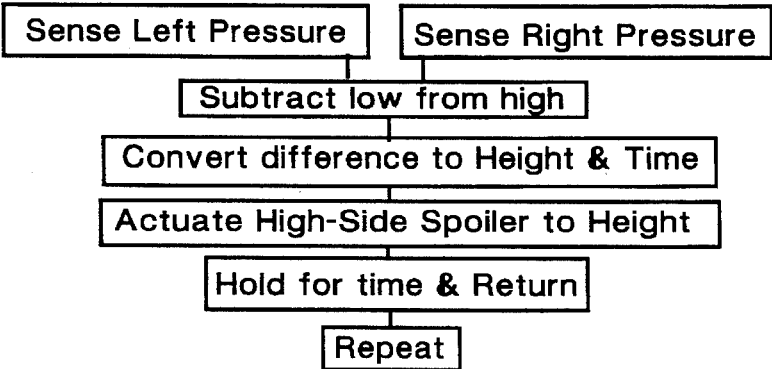 Sense Left Pressure
Sense Right Pressure
Subtract low from high
Convert difference to Height & Time
Actuate High-Side Spoiler to Height
Hold for time & Return
Repeat